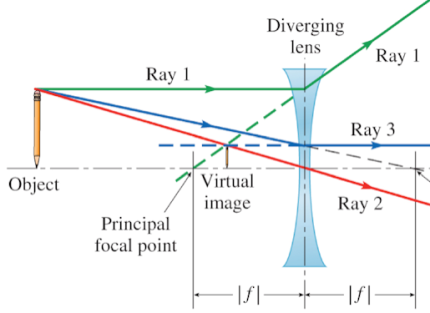 Diverging
lens
Ray 1
Ray 1
Ray 3
Object
Virtual
image
Ray 2
Principal
focal point
|f|
|f|